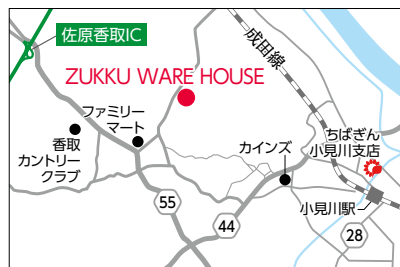 佐原香取IC
成田線
ZUKKU WARE HOUSE
ファミリー
マート
香取
カントリー
クラブ
カインズ
ちばぎん
小見川支店
小見川駅
55
44
28